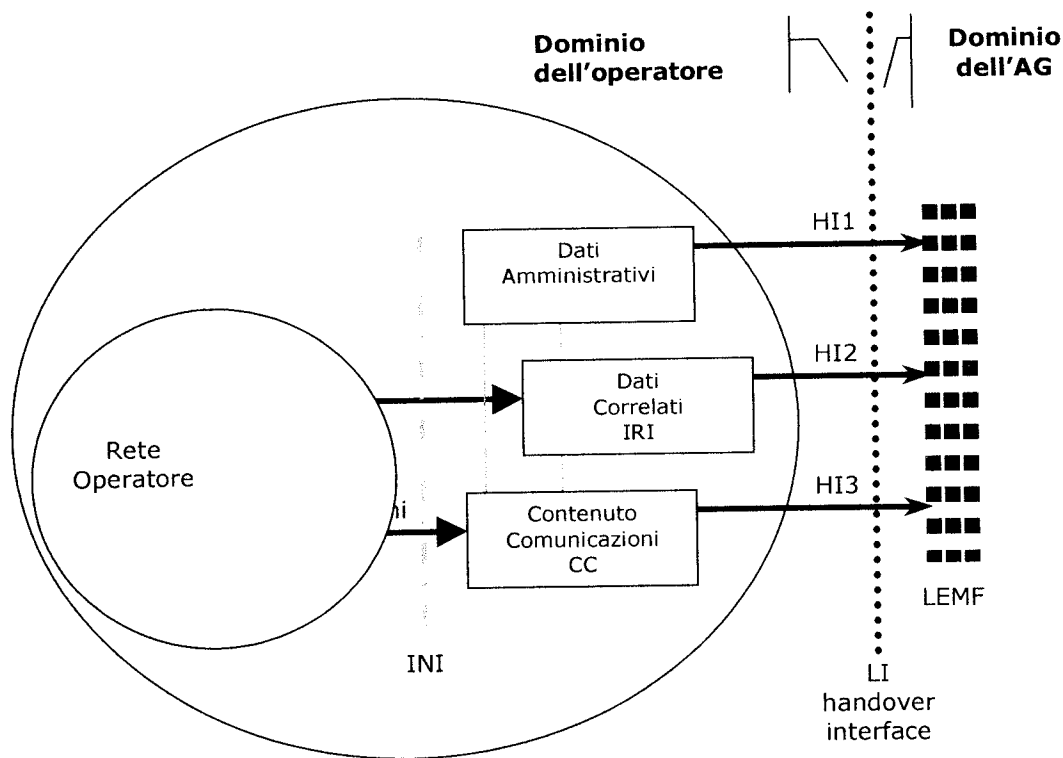 Dominio
dell'operatore
Dominio
dell'AG
HI1
Dati
Amministrativi
HI2
Dati
Correlati
IRI
Rete
Operatore
HI3
Contenuto
Comunicazioni
CC
LEMF
INI
LI
handover
interface